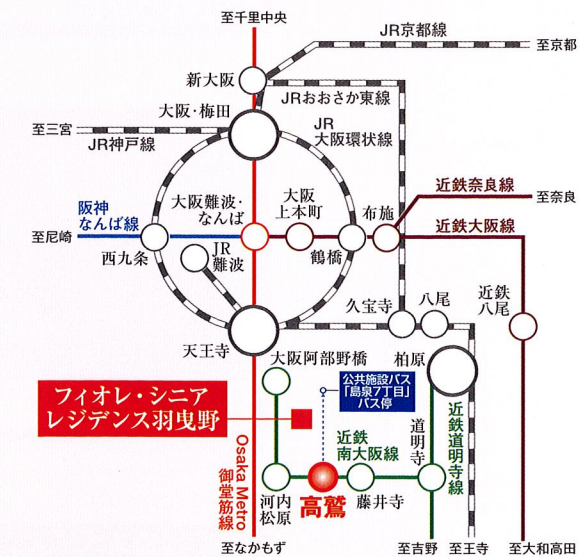 至千里中央
JR京都線
至京都
新大阪
JRおおさか東線
大阪・梅田
至三宮
JR神戸線
JR
大阪環状線
近鉄奈良線
至奈良
阪神
なんば線
大阪難波・
なんば
大阪
上本町
布施
近鉄大阪線
至尼崎
西九条
JR
難波
鶴橋
久宝寺
八尾
近鉄
八尾
天王寺
大阪阿部野橋
柏原
公共施設バス
「島泉7丁目」
バス停
フィオレ・シニア
レジデンス羽曳野
Osaka Metro
御堂筋線
近鉄
南大阪線
道明寺
近鉄道明寺線
河内
松原
高鷲
藤井寺
至なかもず
至吉野
至王寺
至大和高田